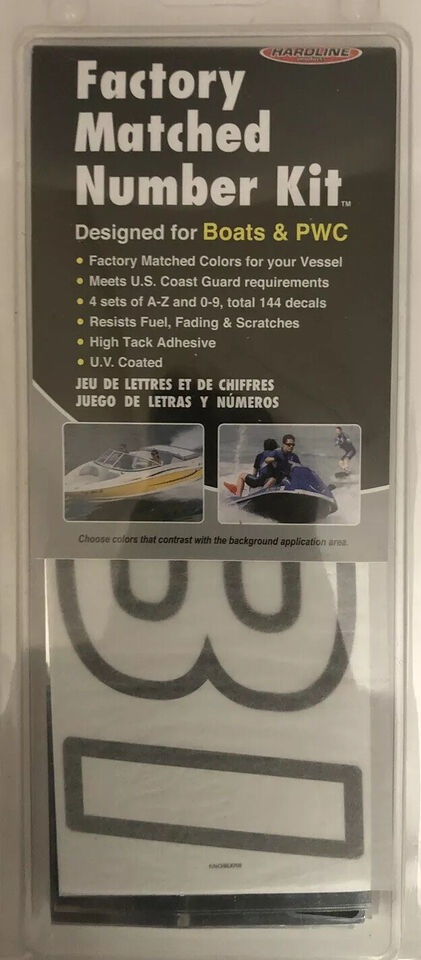 HARDLINE
PRODUCTS
Factory
Matched
Number Kit™
Designed for Boats & PWC
• Factory Matched Colors for your Vessel
• Meets U.S. Coast Guard requirements
• 4 sets of A-Z and 0-9, total 144 decals
• Resists Fuel, Fading & Scratches
• High Tack Adhesive
• U.V. Coated
JEU DE LETTRES ET DE CHIFFRES
JUEGO DE LETRAS Y NÚMEROS
Choose colors that contrast with the background application area.